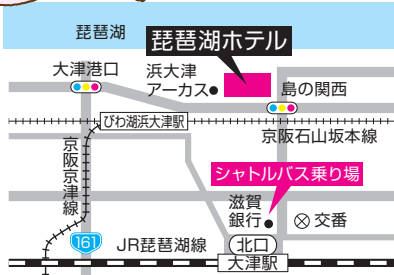 琵琶湖
琵琶湖ホテル
大津港口
浜大津
アーカス
島の関西
びわ湖浜大津駅
京阪石山坂本線
京阪京津線
シャトルバス乗り場
滋賀
銀行
交番
161
JR琵琶湖線
北口
大津駅